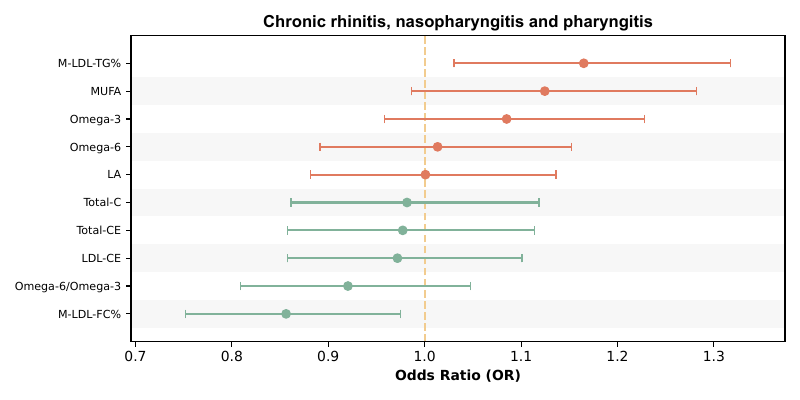 Chronic rhinitis, nasopharyngitis and pharyngitis
M-LDL-TG%
MUFA
Omega-3
Omega-6
LA
Total-C
Total-CE
LDL-CE
Omega-6/Omega-3
M-LDL-FC%
0.7 0.8 0.9 1.0 1.1 1.2 1.3
Odds Ratio (OR)